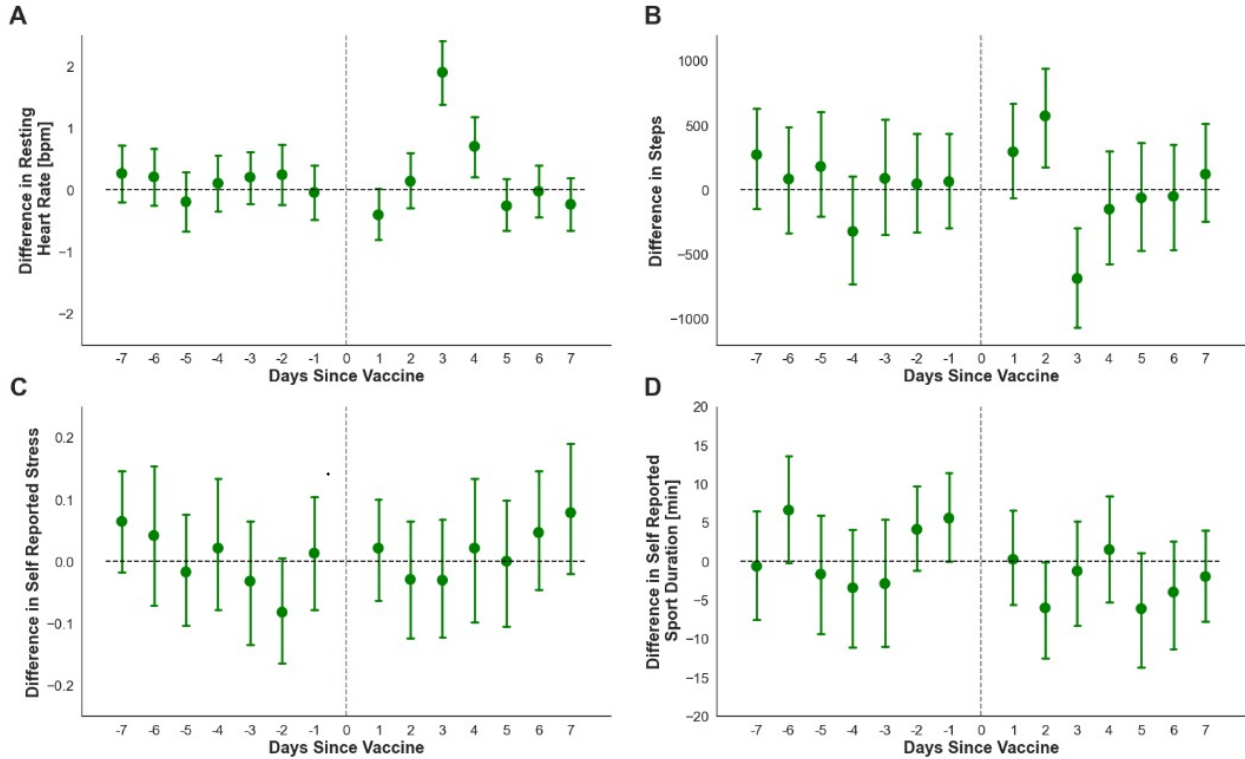 A
Difference in Resting
Heart Rate [bpm]
2
1
0
−1
−2
-7 -6 -5 -4 -3 -2 -1 0 1 2 3 4 5 6 7
Days Since Vaccine
B
Difference in Steps
1000
500
0
−500
−1000
-7 -6 -5 -4 -3 -2 -1 0 1 2 3 4 5 6 7
Days Since Vaccine
C
Difference in Self Reported Stress
0.2
0.1
0.0
−0.1
−0.2
-7 -6 -5 -4 -3 -2 -1 0 1 2 3 4 5 6 7
Days Since Vaccine
D
Difference in Self Reported
Sport Duration [min]
20
15
10
5
0
−5
−10
−15
−20
-7 -6 -5 -4 -3 -2 -1 0 1 2 3 4 5 6 7
Days Since Vaccine